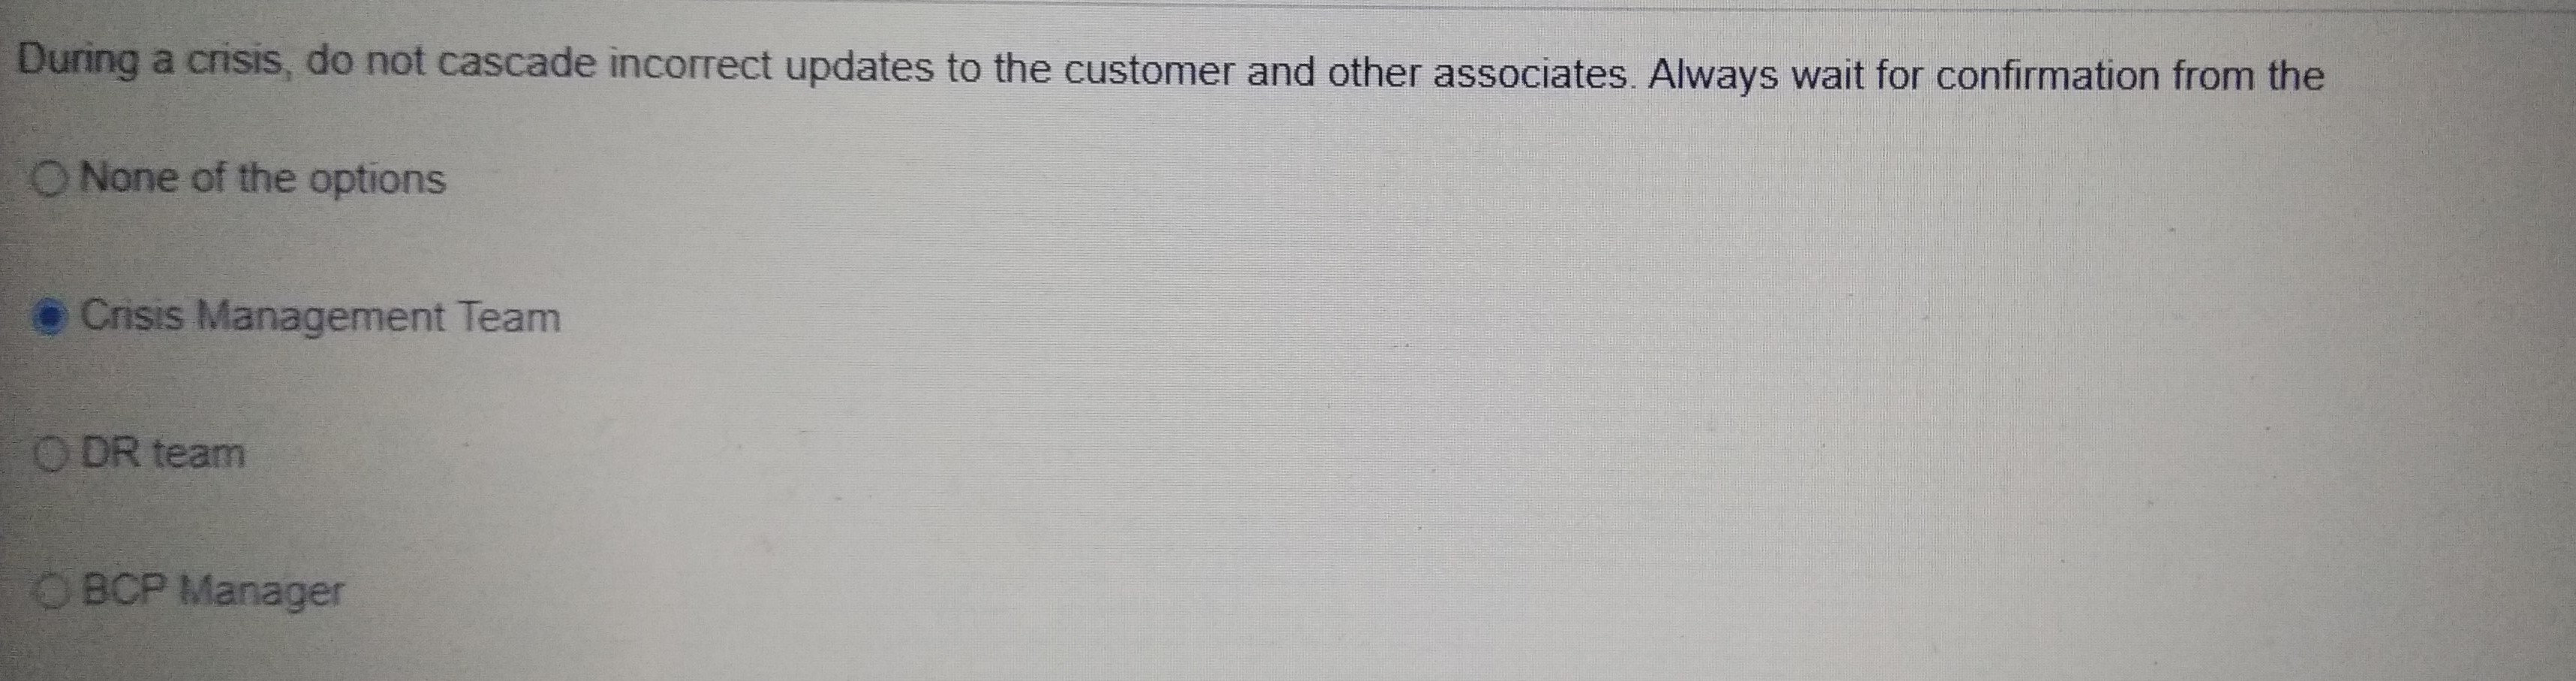 During a crisis, do not cascade incorrect updates to the customer and other associates. Always wait for confirmation from the
None of the options
Crisis Management Team
DR team
BCP Manager